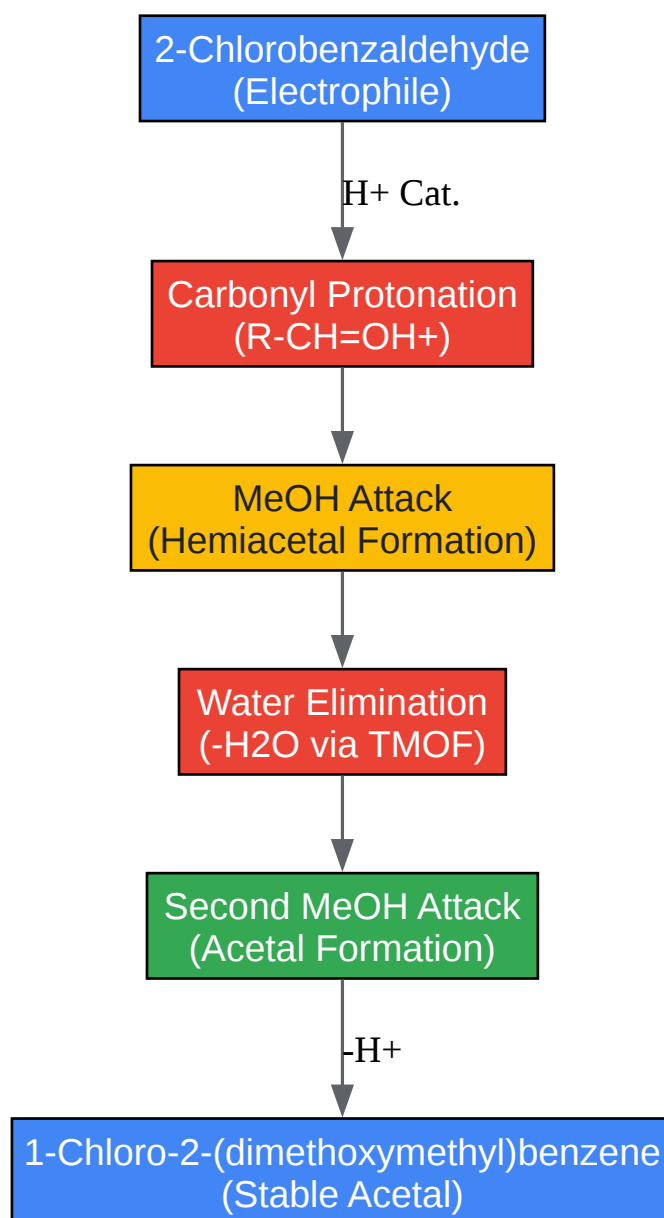 2-Chlorobenzaldehyde
(Electrophile)
H+ Cat.
Carbonyl Protonation
(R-CH=OH+)
MeOH Attack
(Hemiacetal Formation)
Water Elimination
(-H2O via TMOF)
Second MeOH Attack
(Acetal Formation)
-H+
1-Chloro-2-(dimethoxymethyl)benzene
(Stable Acetal)